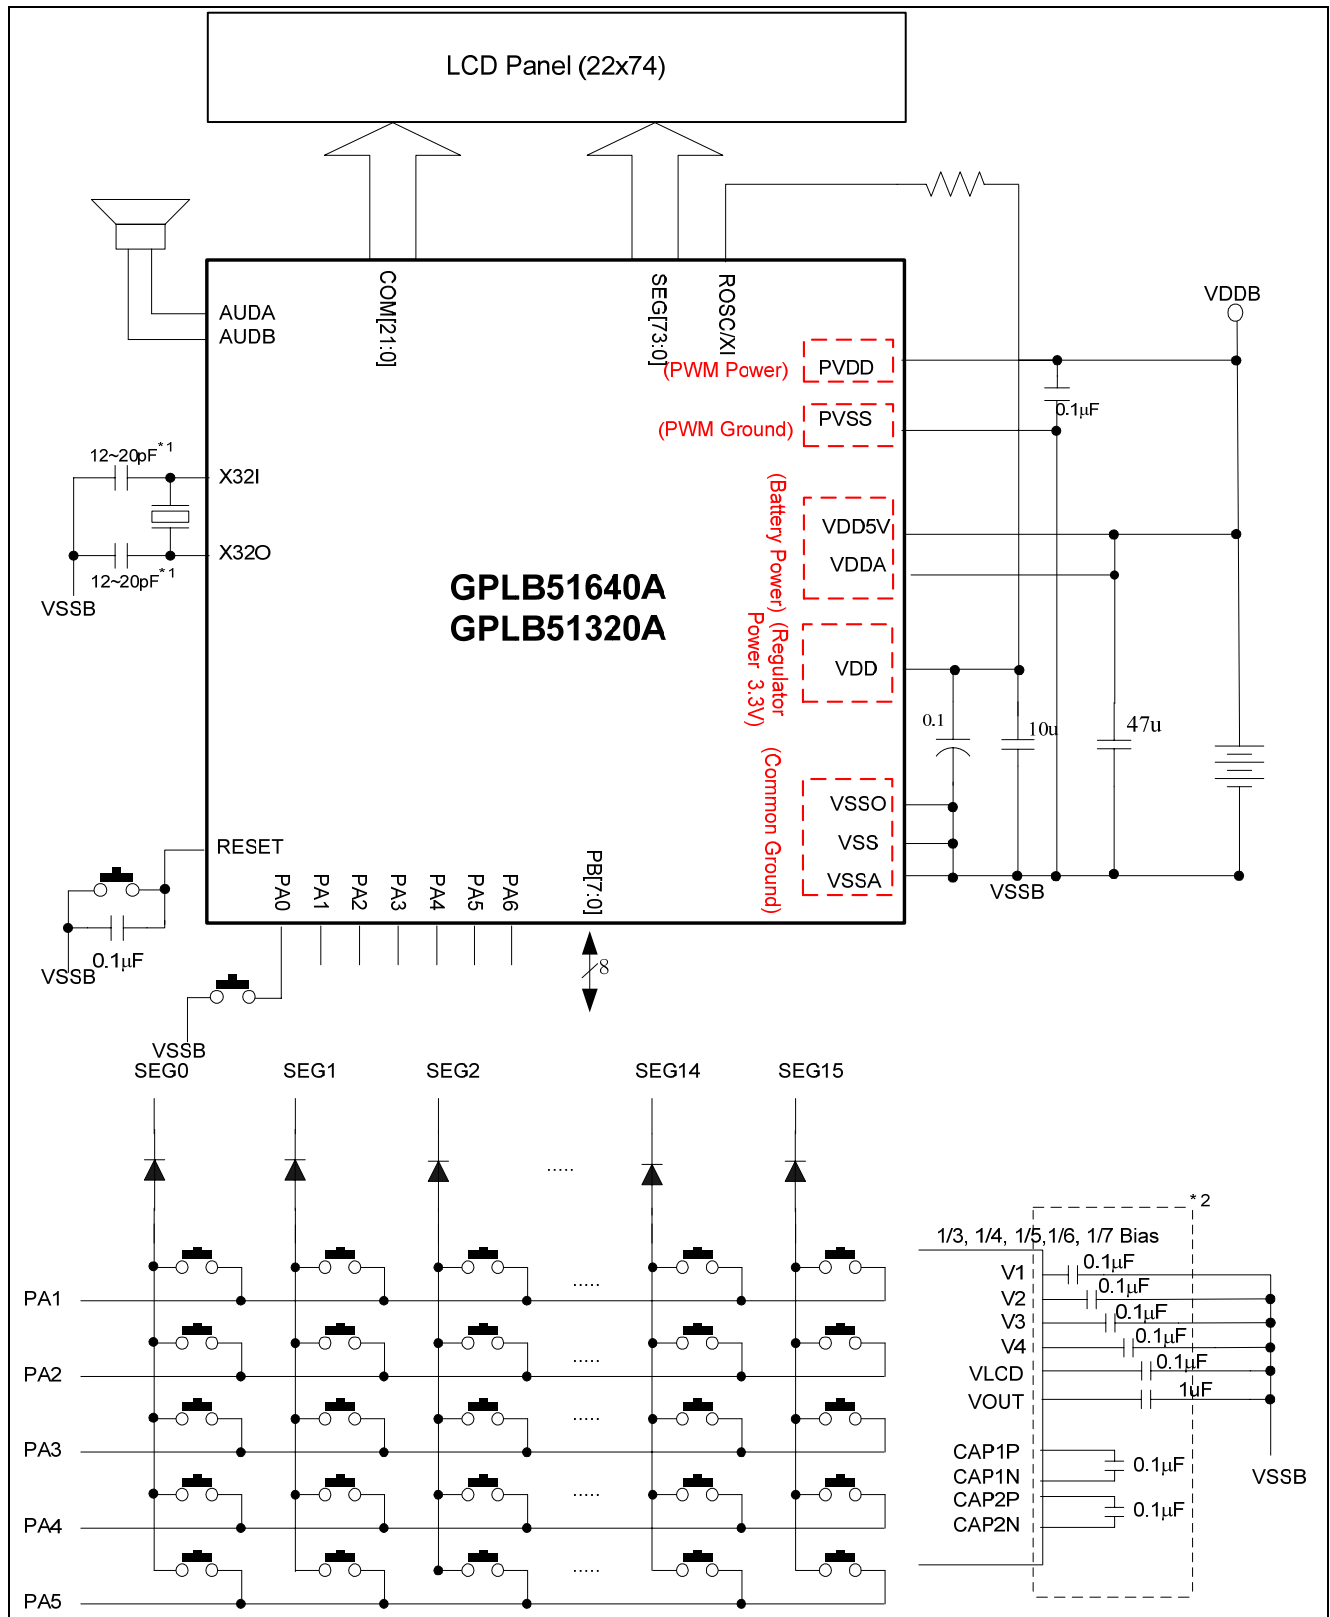 LCD Panel (22x74)
COM[21:0]
SEG[73:0]
ROSC/XI
AUDA
AUDB
VDDB
(PWM Power)
PVDD
0.1μF
(PWM Ground)
PVSS
12~20pF*1
X32I
X32O
12~20pF*1
VSSB
(Battery Power)
VDD5V
VDDA
GPLB51640A
GPLB51320A
(Regulator
Power 3.3V)
VDD
0.1
10u
47u
(Common Ground)
VSSO
VSS
VSSA
VSSB
RESET
0.1μF
VSSB
PA0
PA1
PA2
PA3
PA4
PA5
PA6
PB[7:0]
8
VSSB
SEG0
SEG1
SEG2
SEG14
SEG15
.....
PA1
.....
PA2
.....
PA3
.....
PA4
.....
PA5
.....
*2
1/3, 1/4, 1/5,1/6, 1/7 Bias
V1
0.1μF
V2
0.1μF
V3
0.1μF
V4
0.1μF
VLCD
0.1μF
VOUT
1uF
CAP1P
0.1μF
CAP1N
CAP2P
0.1μF
CAP2N
VSSB